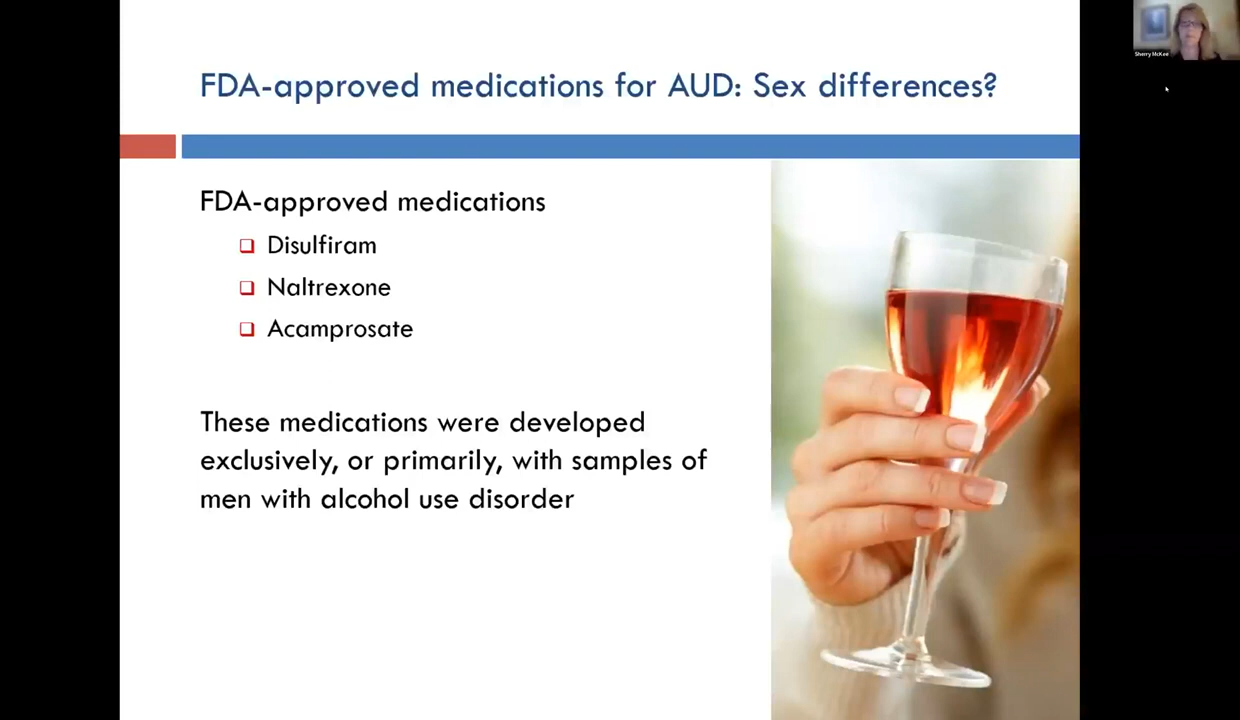 FDA-approved medications for AUD: Sex differences?
FDA-approved medications
Disulfiram
Naltrexone
Acamprosate
These medications were developed
exclusively, or primarily, with samples of
men with alcohol use disorder
Sherry McKee